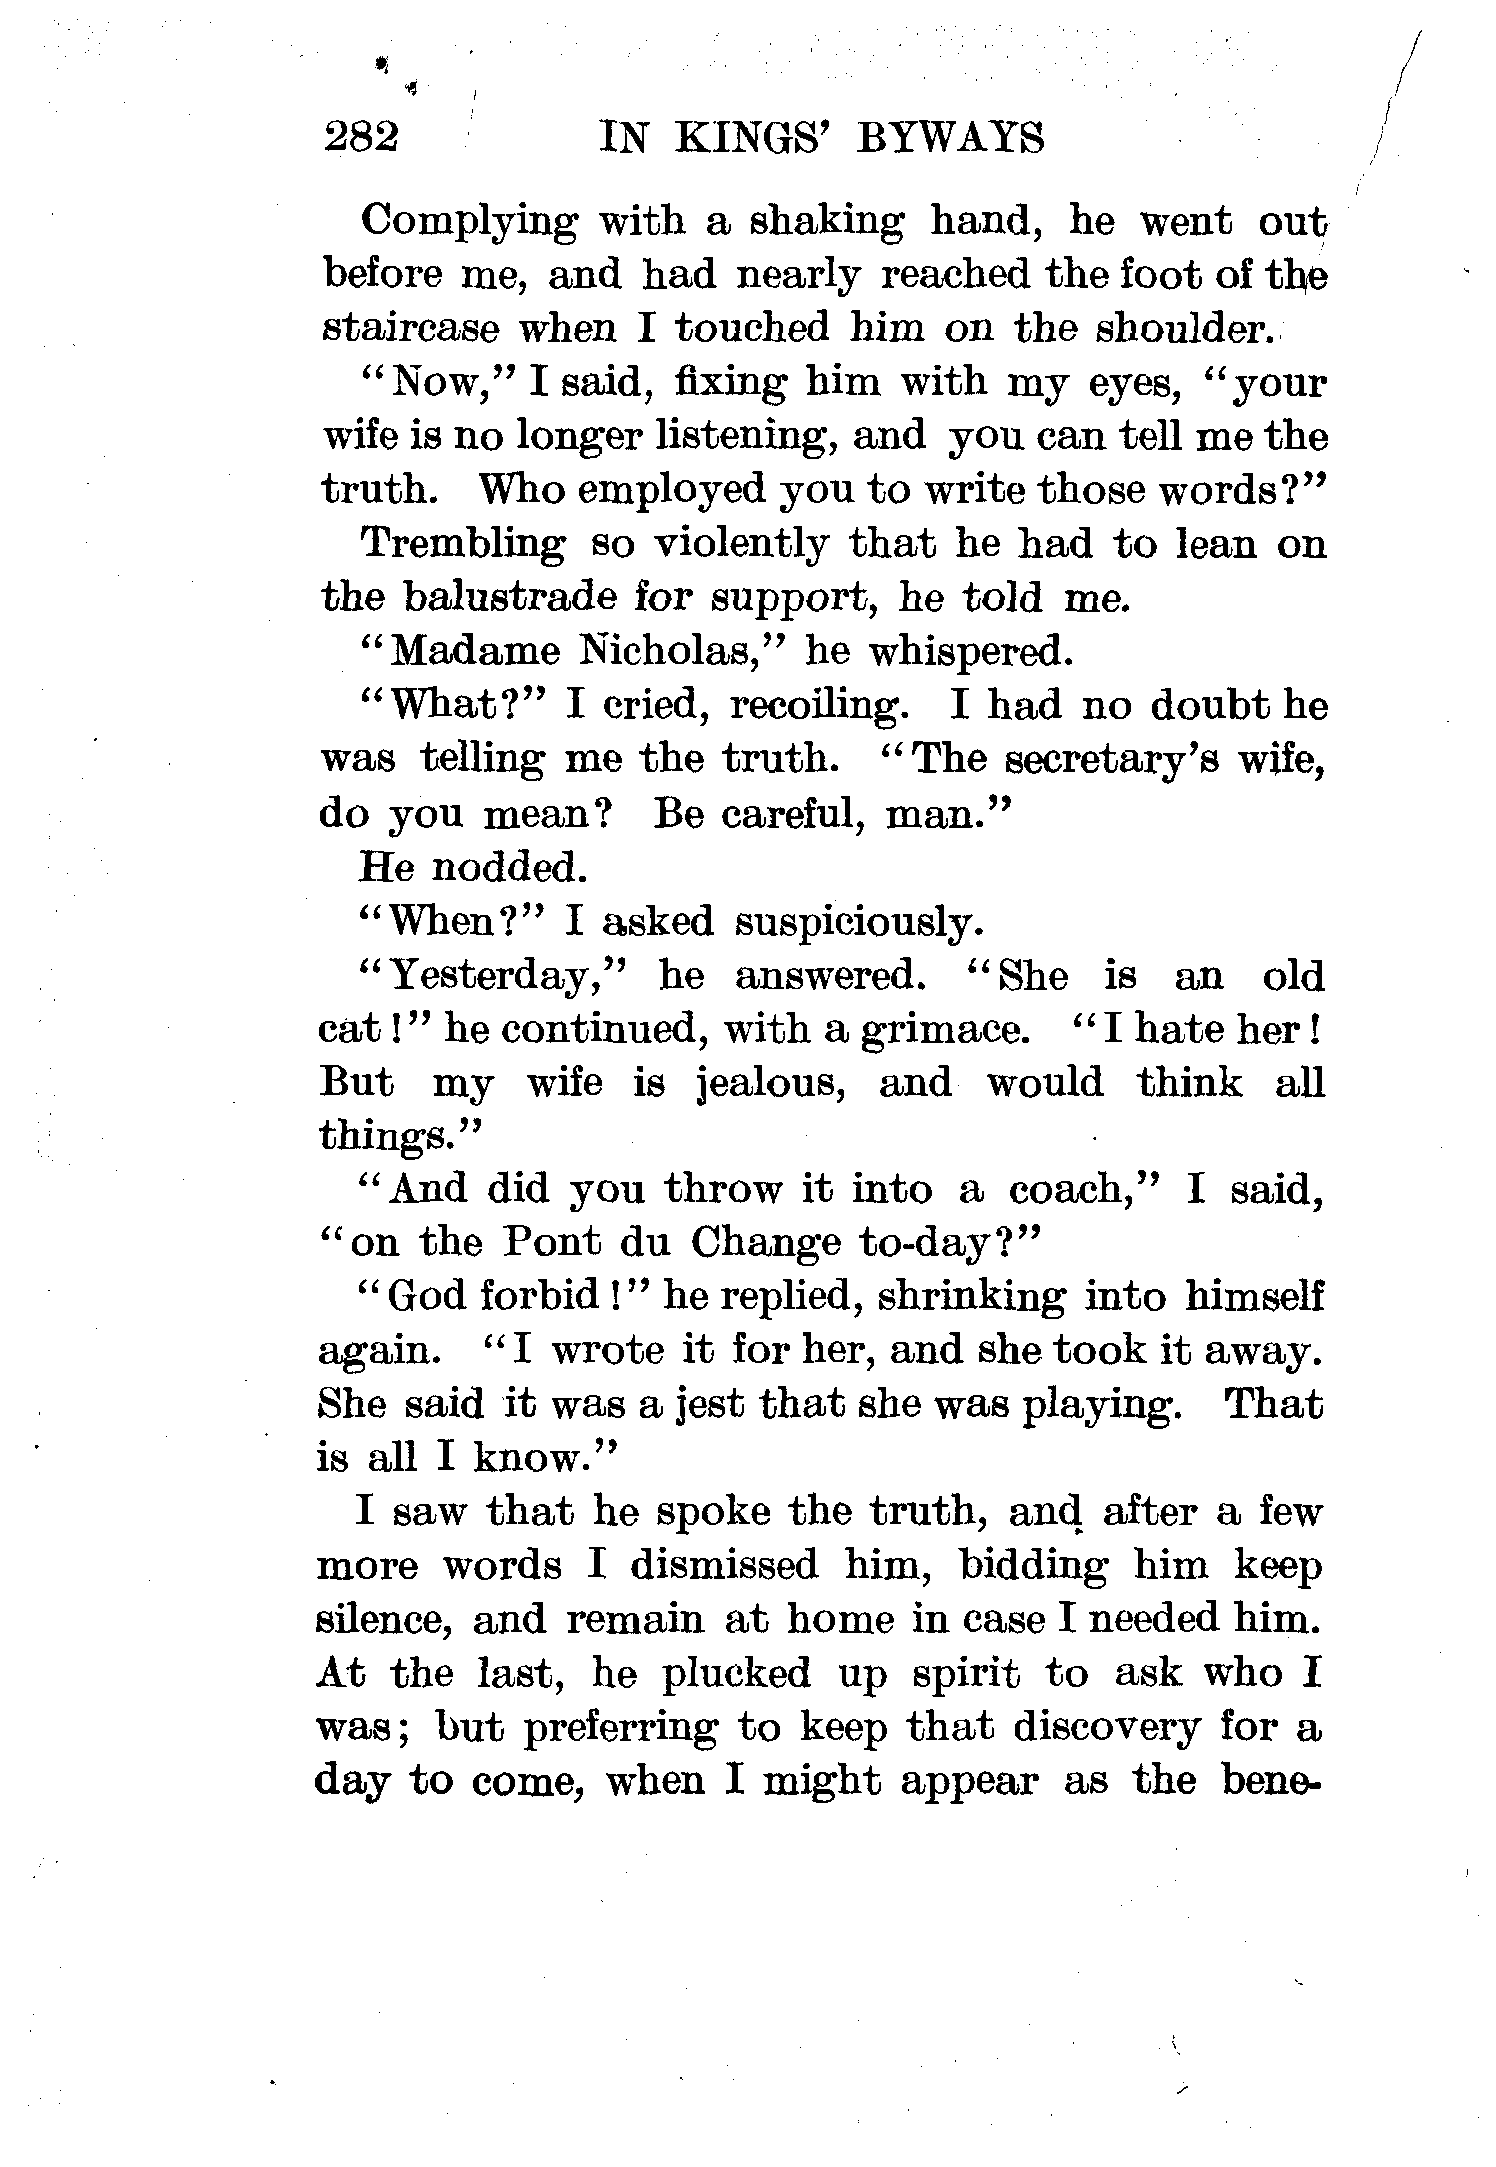 282 IN KINGS' BYWAYS
Complying with a shaking hand, he went out
before me, and had nearly reached the foot of the
staircase when I touched him on the shoulder.
"Now," I said, fixing him with my eyes, "your
wife is no longer listening, and you can tell me the
truth. Who employed you to write those words?"
Trembling so violently that he had to lean on
the balustrade for support, he told me.
"Madame Nicholas," he whispered.
"What?" I cried, recoiling. I had no doubt he
was telling me the truth. "The secretary's wife,
do you mean? Be careful, man."
He nodded.
"When?" I asked suspiciously.
"Yesterday," he answered. "She is an old
cat!" he continued, with a grimace. "I hate her!
But my wife is jealous, and would think all
things."
"And did you throw it into a coach," I said,
"on the Pont du Change to-day?"
"God forbid!" he replied, shrinking into himself
again. "I wrote it for her, and she took it away.
She said it was a jest that she was playing. That
is all I know."
I saw that he spoke the truth, and after a few
more words I dismissed him, bidding him keep
silence, and remain at home in case I needed him.
At the last, he plucked up spirit to ask who I
was; but preferring to keep that discovery for a
day to come, when I might appear as the bene-